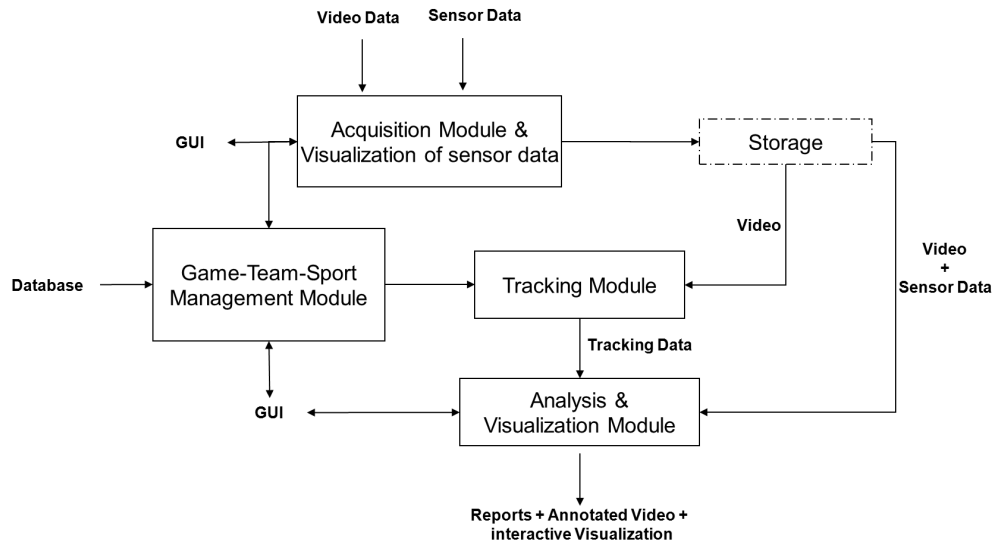 Video Data
Sensor Data
Acquisition Module &
Visualization of sensor data
GUI
Storage
Video
Video
+
Sensor Data
Game-Team-Sport
Management Module
Database
Tracking Module
Tracking Data
GUI
Analysis &
Visualization Module
Reports + Annotated Video +
interactive Visualization